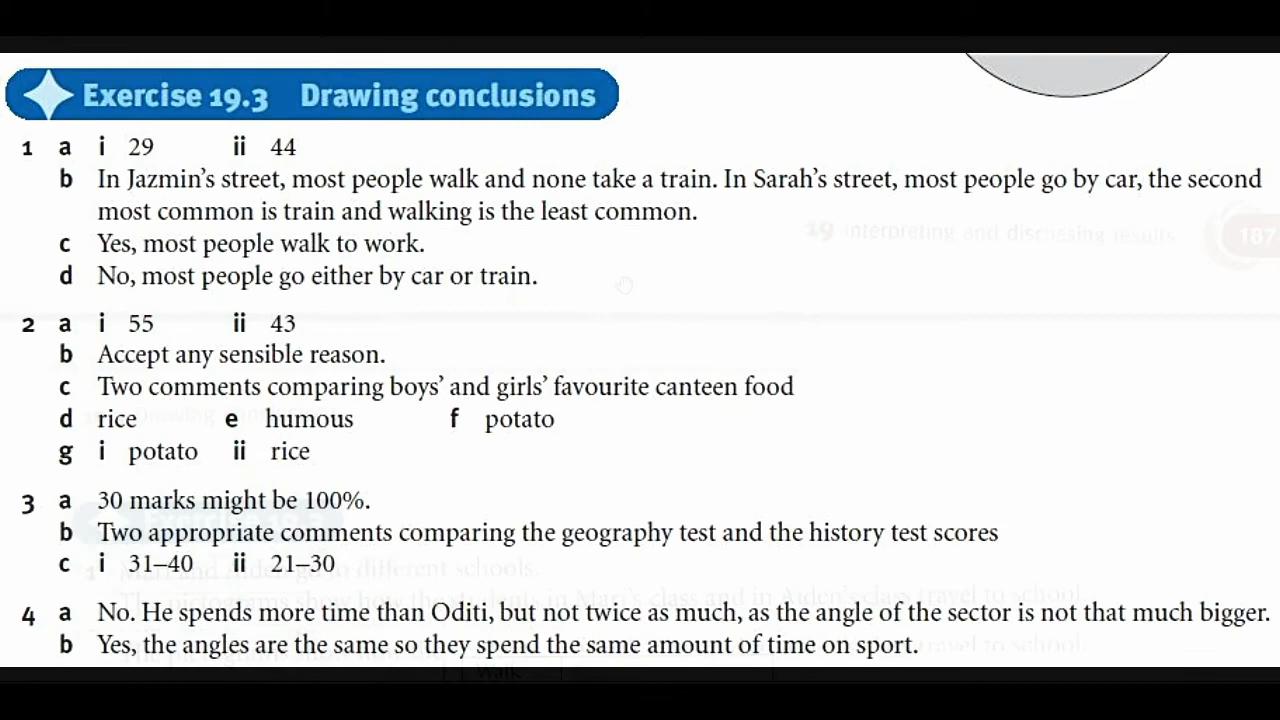 Exercise 19.3 Drawing conclusions
1 a i 29 ii 44
b In Jazmin’s street, most people walk and none take a train. In Sarah’s street, most people go by car, the second
most common is train and walking is the least common.
19 Interpreting and discussing results 187
c Yes, most people walk to work.
d No, most people go either by car or train.
2 a i 55 ii 43
b Accept any sensible reason.
c Two comments comparing boys’ and girls’ favourite canteen food
d rice e humous f potato
g i potato ii rice
3 a 30 marks might be 100%.
b Two appropriate comments comparing the geography test and the history test scores
c i 31–40 ii 21–30
4 a No. He spends more time than Oditi, but not twice as much, as the angle of the sector is not that much bigger.
b Yes, the angles are the same so they spend the same amount of time on sport.
Walk